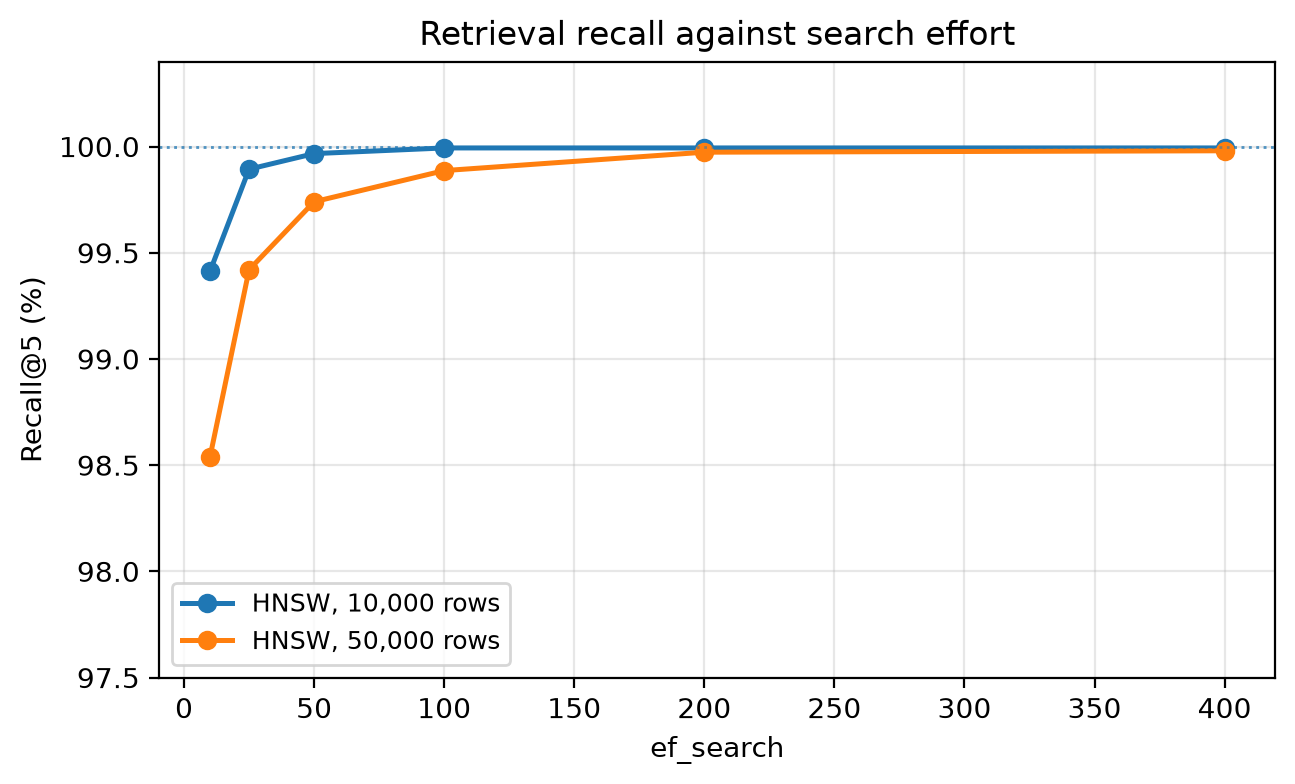 Retrieval recall against search effort
100.0
99.5
99.0
98.5
98.0
97.5
Recall@5 (%)
HNSW, 10,000 rows
HNSW, 50,000 rows
0 50 100 150 200 250 300 350 400
ef_search